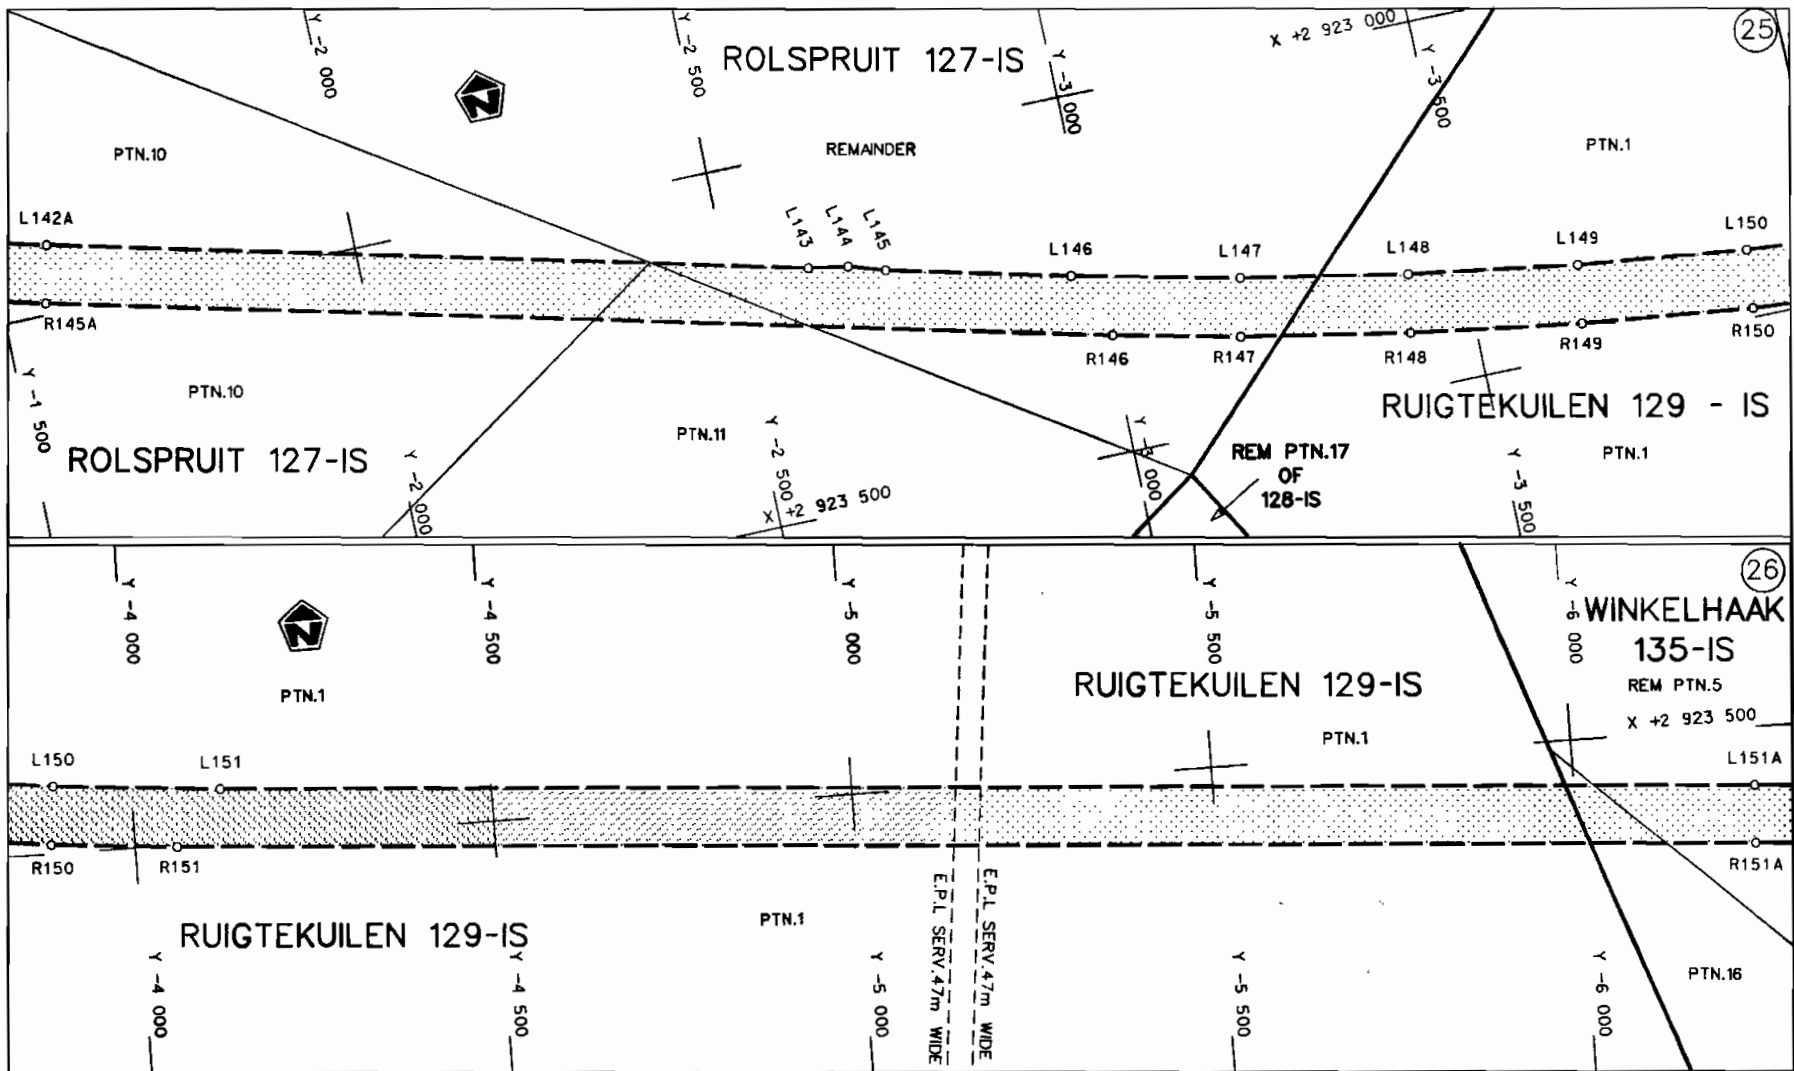 25
Y -2 000
Y -2 500
ROLSPRUIT 127-IS
Y -3 000
X +2 923 000
Y -3 500
PTN.10
REMAINDER
PTN.1
L142A
L143
L144
L145
L146
L147
L148
L149
L150
R145A
R146
R147
R148
R149
R150
Y -1 500
PTN.10
ROLSPRUIT 127-IS
Y -2 000
PTN.11
Y -2 500
X +2 923 500
Y -3 000
REM PTN.17
OF
128-IS
RUIGTEKUILEN 129 - IS
Y -3 500
PTN.1
26
Y -4 000
Y -4 500
Y -5 000
Y -5 500
Y -6 000
WINKELHAAK
135-IS
REM PTN.5
X +2 923 500
PTN.1
RUIGTEKUILEN 129-IS
PTN.1
L150
L151
L151A
R150
R151
R151A
RUIGTEKUILEN 129-IS
PTN.1
E.P.L SERV.47m WIDE
E.P.L SERV.47m WIDE
PTN.16
Y -4 000
Y -4 500
Y -5 000
Y -5 500
Y -6 000